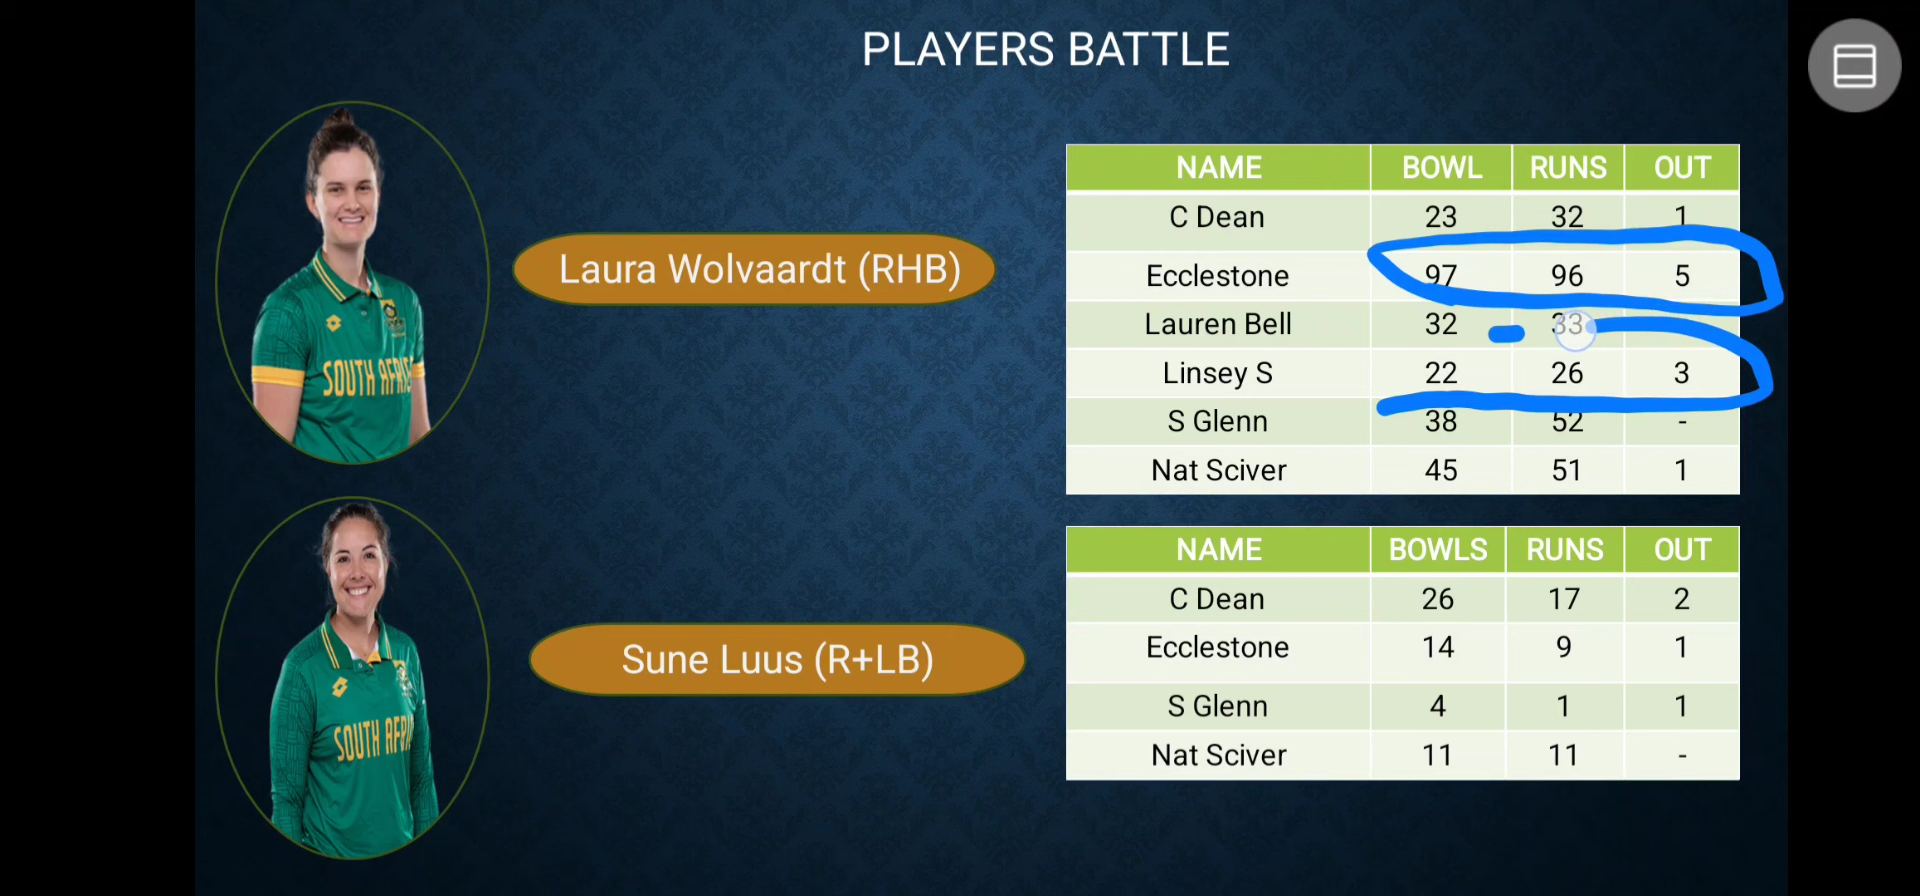 PLAYERS BATTLE
Laura Wolvaardt (RHB)
NAME BOWL RUNS OUT
C Dean 23 32 1
Ecclestone 97 96 5
Lauren Bell 32 33
Linsey S 22 26 3
S Glenn 38 52 -
Nat Sciver 45 51 1
SOUTH AFRI
Sune Luus (R+LB)
NAME BOWLS RUNS OUT
C Dean 26 17 2
Ecclestone 14 9 1
S Glenn 4 1 1
Nat Sciver 11 11 -
SOUTH AFRI